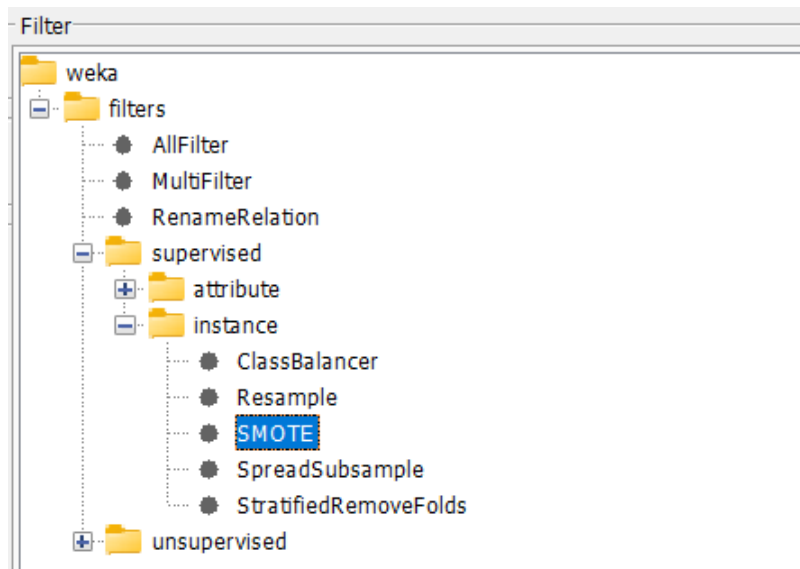 Filter
weka
filters
AllFilter
MultiFilter
RenameRelation
supervised
attribute
instance
ClassBalancer
Resample
SMOTE
SpreadSubsample
StratifiedRemoveFolds
unsupervised